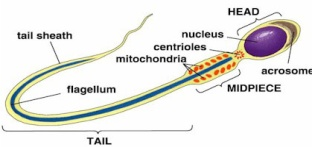 HEAD
nucleus
tail sheath
centrioles
mitochondria
acrosome
flagellum
MIDPIECE
TAIL